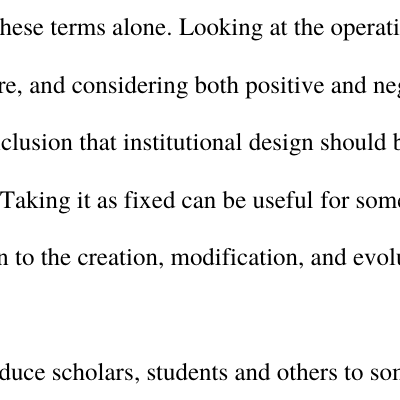 hese terms alone. Looking at the operati
re, and considering both positive and neg
clusion that institutional design should b
Taking it as fixed can be useful for some
n to the creation, modification, and evolu
duce scholars, students and others to som